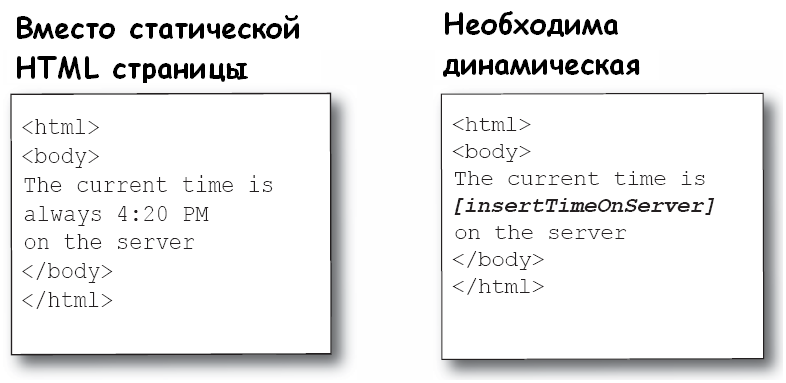 Вместо статической
HTML страницы
<html>
<body>
The current time is
always 4:20 PM
on the server
</body>
</html>
Необходима
динамическая
<html>
<body>
The current time is
[insertTimeOnServer]
on the server
</body>
</html>